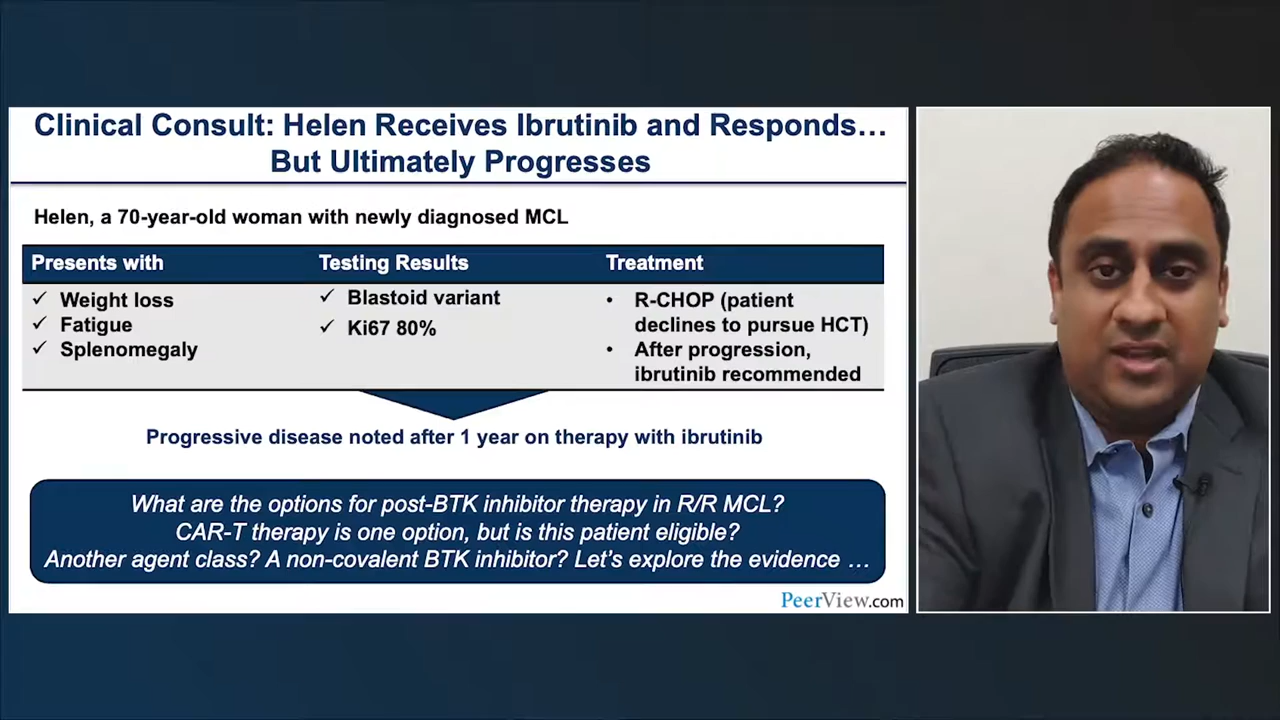 Clinical Consult: Helen Receives Ibrutinib and Responds…
But Ultimately Progresses
Helen, a 70-year-old woman with newly diagnosed MCL
Presents with
✓ Weight loss
✓ Fatigue
✓ Splenomegaly
Testing Results
✓ Blastoid variant
✓ Ki67 80%
Treatment
• R-CHOP (patient
declines to pursue HCT)
• After progression,
ibrutinib recommended
Progressive disease noted after 1 year on therapy with ibrutinib
What are the options for post-BTK inhibitor therapy in R/R MCL?
CAR-T therapy is one option, but is this patient eligible?
Another agent class? A non-covalent BTK inhibitor? Let’s explore the evidence …
PeerView.com